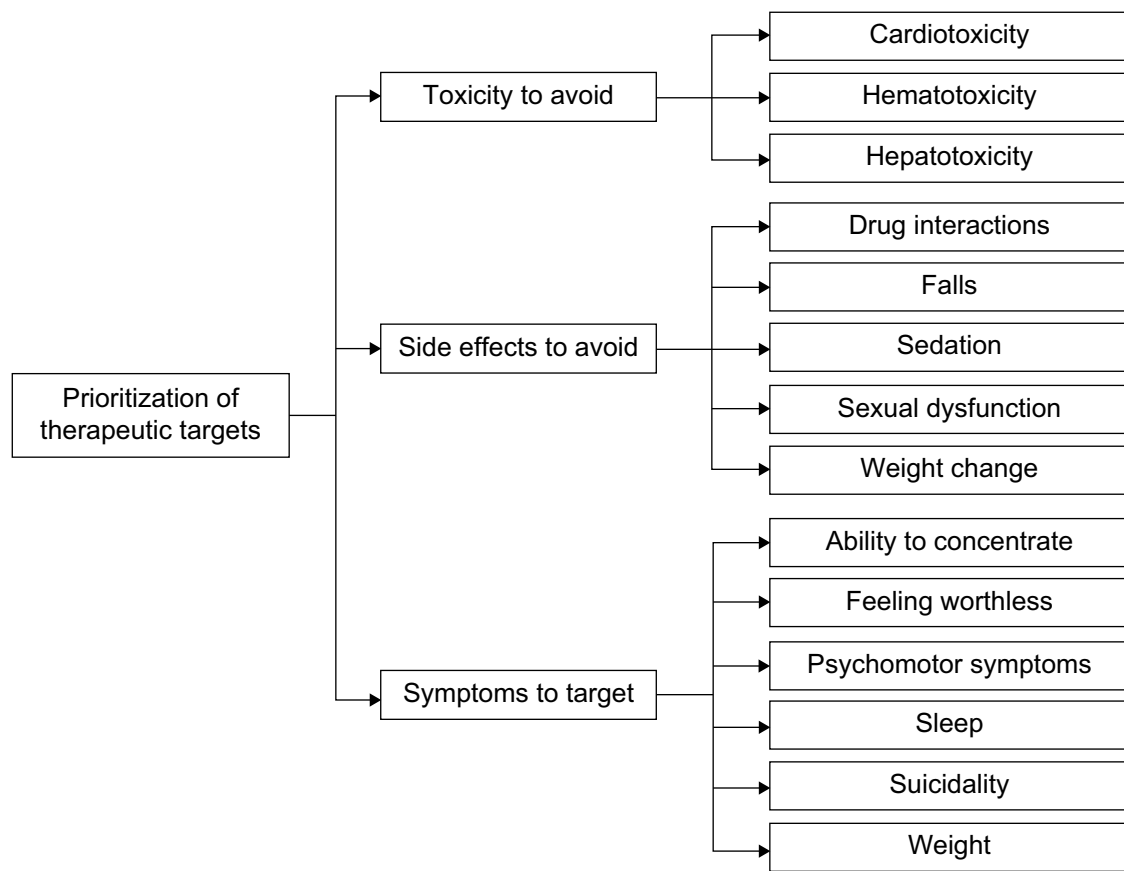 Prioritization of
therapeutic targets
Toxicity to avoid
Cardiotoxicity
Hematotoxicity
Hepatotoxicity
Side effects to avoid
Drug interactions
Falls
Sedation
Sexual dysfunction
Weight change
Symptoms to target
Ability to concentrate
Feeling worthless
Psychomotor symptoms
Sleep
Suicidality
Weight